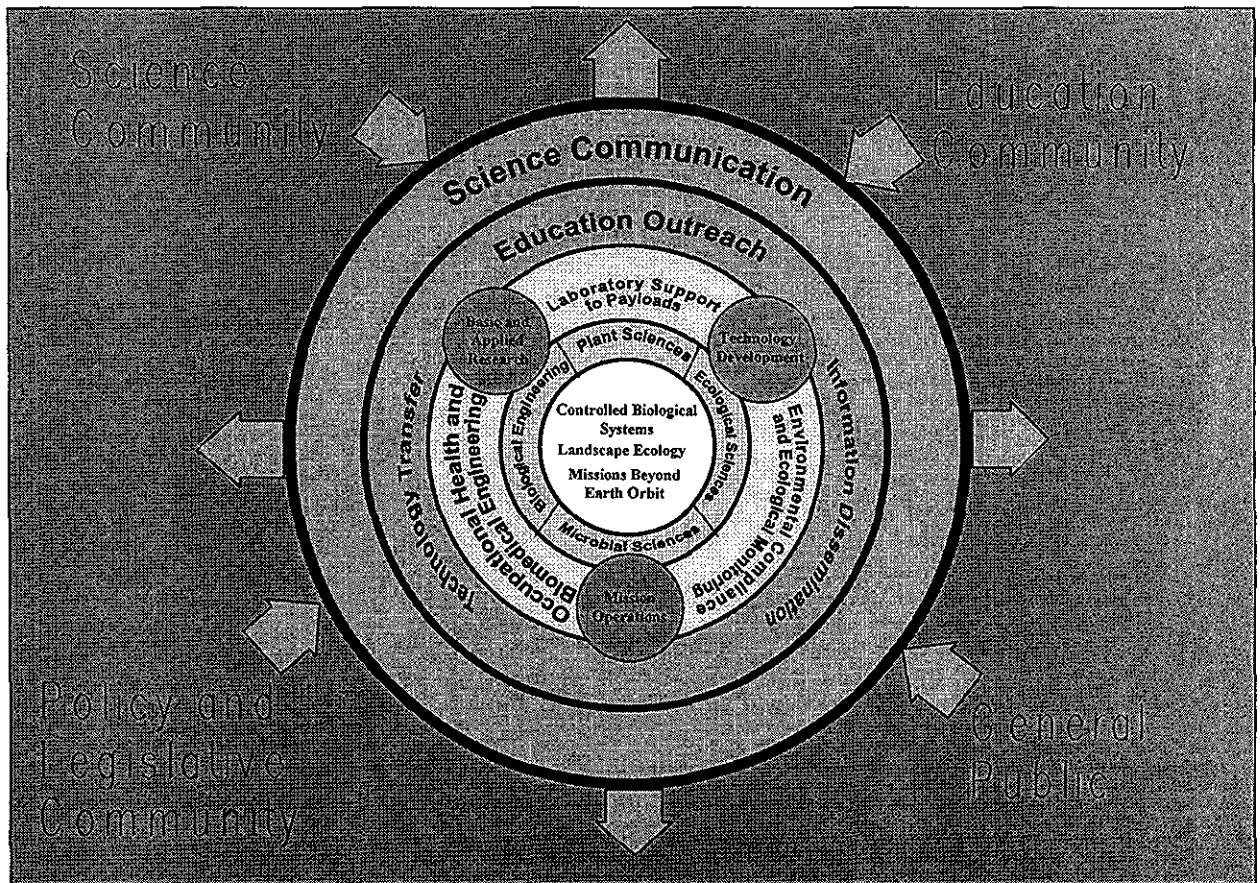 Science
Community
Education
Community
Science Communication
Education Outreach
Laboratory Support
to Payloads
Basic and
Applied
Research
Plant Sciences
Technology
Development
Technology Transfer
Occupational Health and
Biomedical Engineering
Biological Engineering
Controlled Biological
Systems
Landscape Ecology
Missions Beyond
Earth Orbit
Ecological Sciences
Environmental Compliance
and Ecological Monitoring
Information Dissemination
Microbial Sciences
Mission
Operations
Policy and
Legislative
Community
General
Public